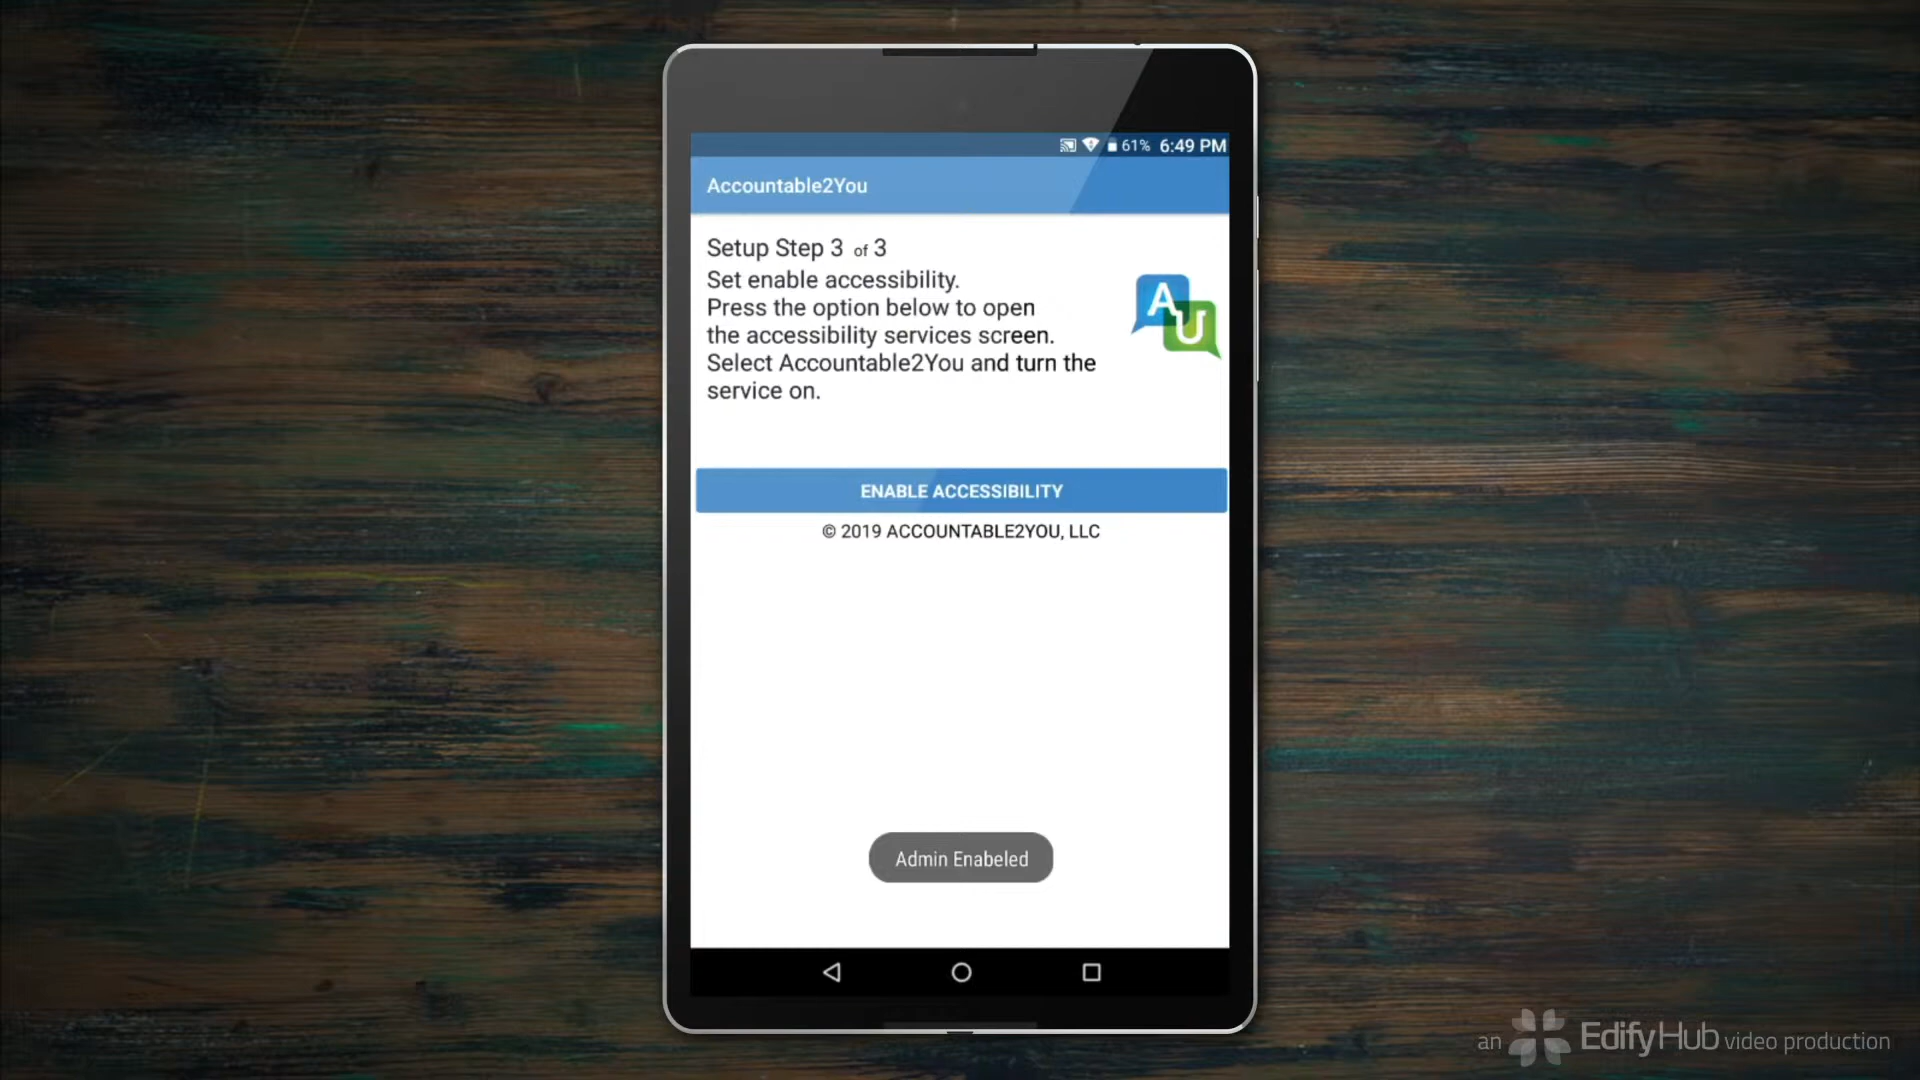 61% 6:49 PM
Accountable2You
Setup Step 3 of 3
Set enable accessibility.
Press the option below to open
the accessibility services screen.
Select Accountable2You and turn the
service on.
AU
ENABLE ACCESSIBILITY
© 2019 ACCOUNTABLE2YOU, LLC
Admin Enabeled
an EdifyHub video production